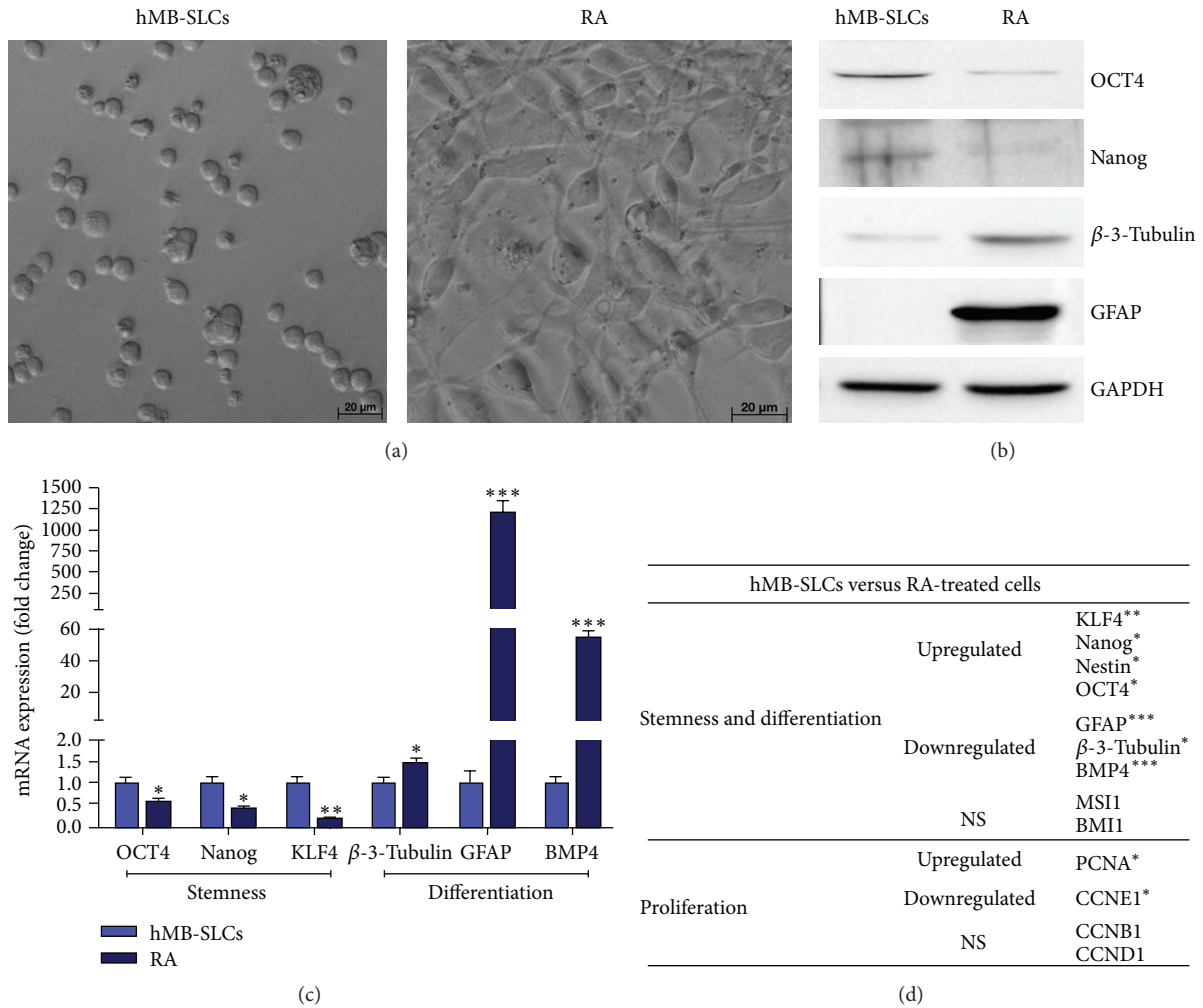 hMB-SLCs
RA
20 µm
20 µm
(a)
hMB-SLCs
RA
OCT4
Nanog
β-3-Tubulin
GFAP
GAPDH
(b)
mRNA expression (fold change)
1500
1250
1000
750
500
250
60
40
20
2.0
1.5
1.0
0.5
0.0
*
*
**
*
***
***
OCT4
Nanog
KLF4
β-3-Tubulin
GFAP
BMP4
Stemness
Differentiation
hMB-SLCs
RA
(c)
hMB-SLCs versus RA-treated cells
Stemness and differentiation
Upregulated
KLF4**
Nanog*
Nestin*
OCT4*
Downregulated
GFAP***
β-3-Tubulin*
BMP4***
NS
MSI1
BMI1
Proliferation
Upregulated
PCNA*
Downregulated
CCNE1*
NS
CCNB1
CCND1
(d)